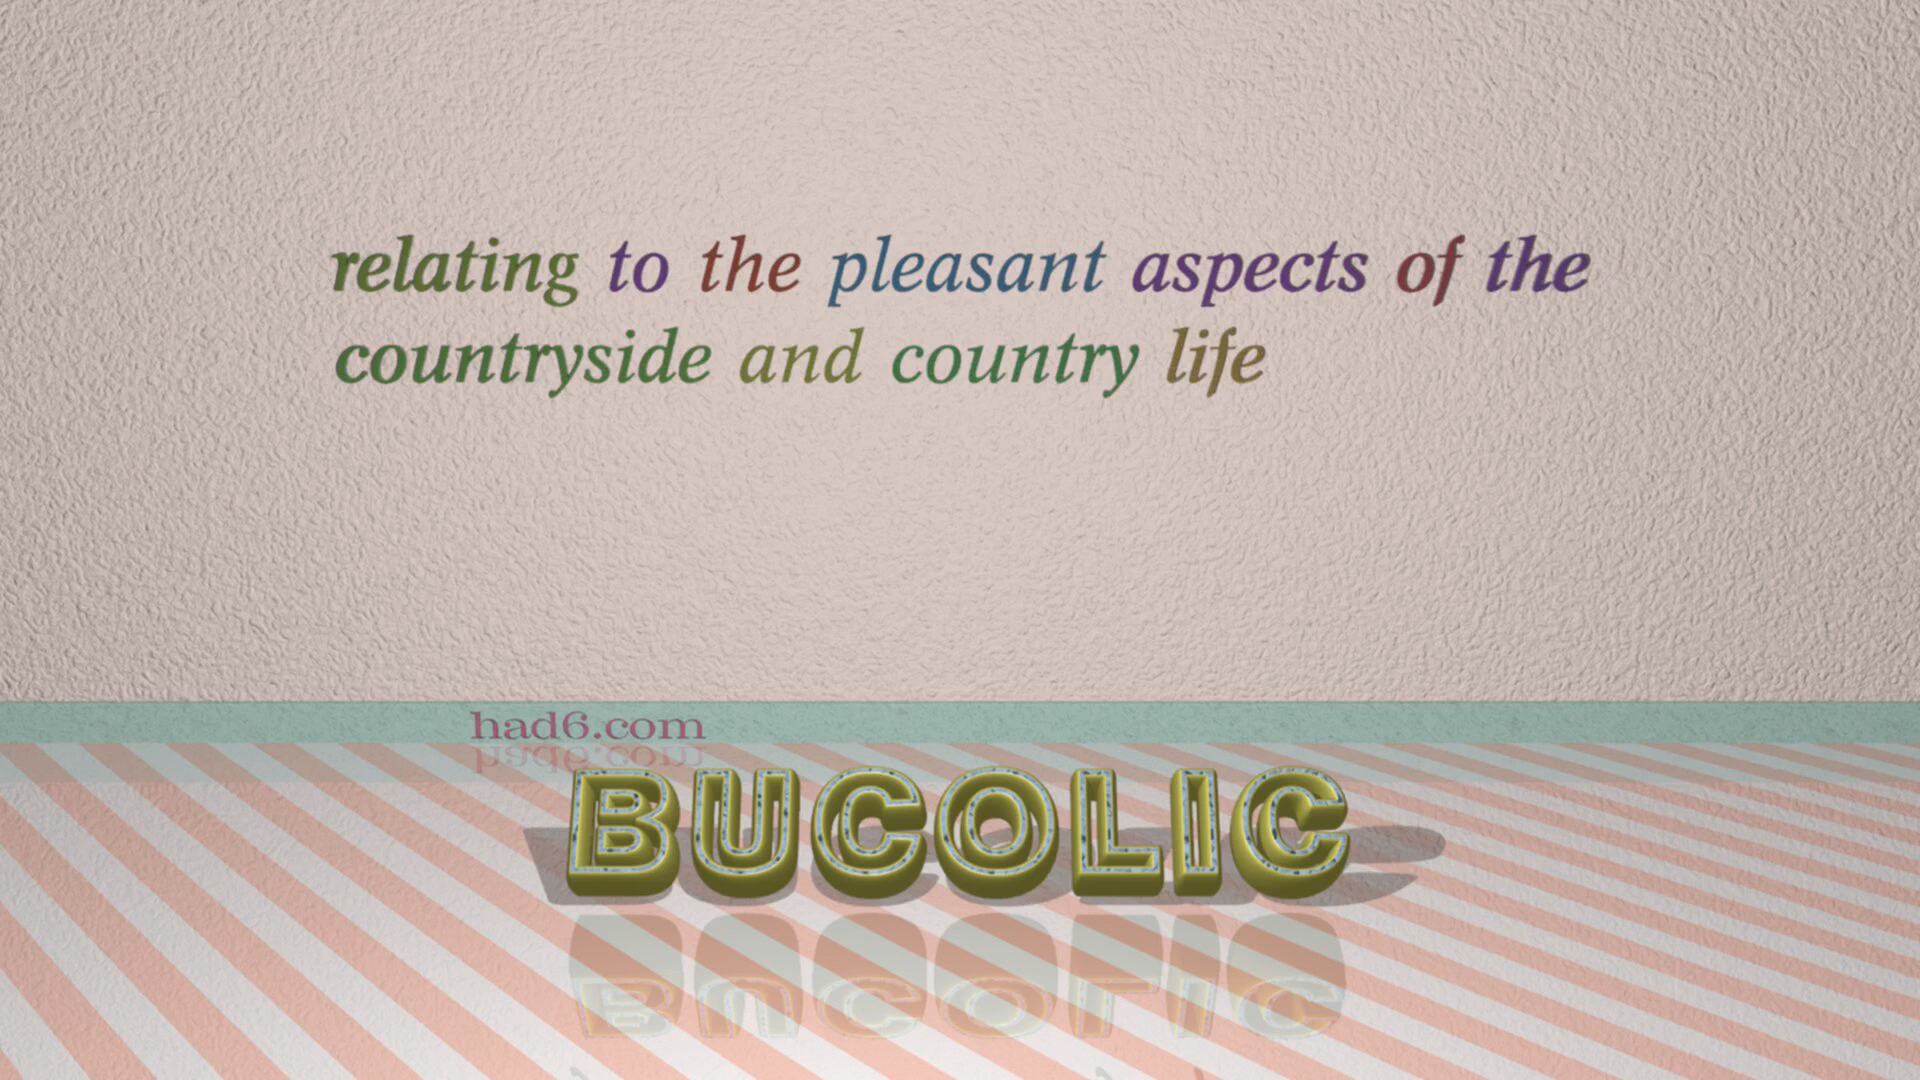 relating to the pleasant aspects of the
countryside and country life
had6.com
BUCOLIC